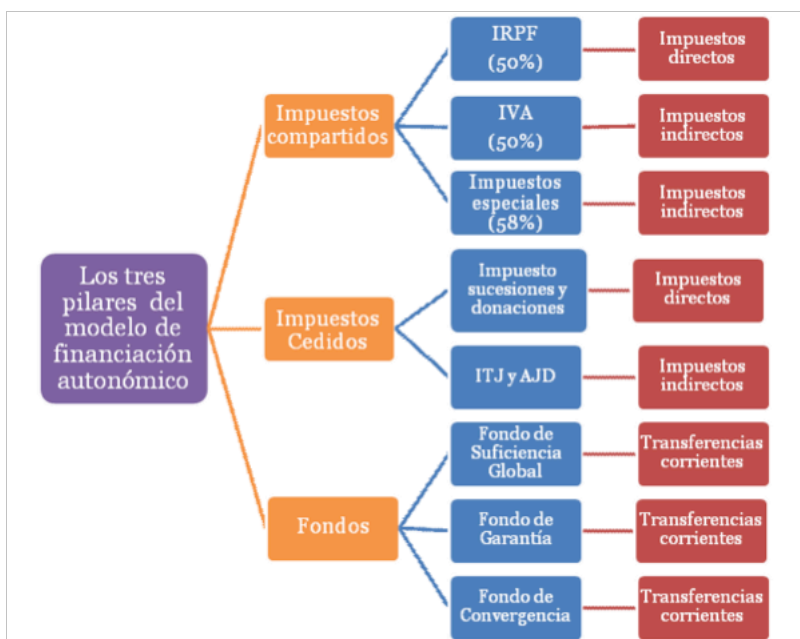 Los tres
pilares del
modelo de
financiación
autonómico
Impuestos
compartidos
IRPF
(50%)
Impuestos
directos
IVA
(50%)
Impuestos
indirectos
Impuestos
especiales
(58%)
Impuestos
indirectos
Impuestos
Cedidos
Impuesto
sucesiones y
donaciones
Impuestos
directos
ITJ y AJD
Impuestos
indirectos
Fondos
Fondo de
Suficiencia
Global
Transferencias
corrientes
Fondo de
Garantía
Transferencias
corrientes
Fondo de
Convergencia
Transferencias
corrientes